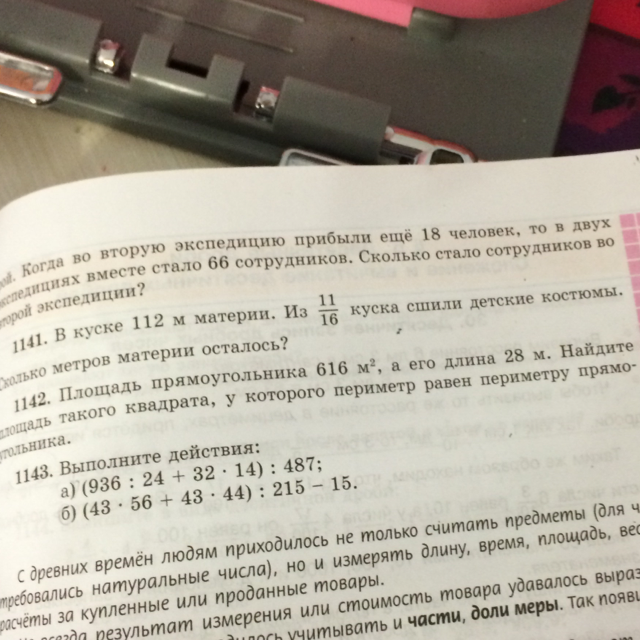 Когда во вторую экспедицию прибыли ещё 18 человек, то в двух
вместе стало 66 сотрудников. Сколько стало сотрудников во
экспедиции?
1141. В куске 112 м материи. Из 11/16 куска сшили детские костюмы.
Сколько метров материи осталось?
1142. Площадь прямоугольника 616 м², а его длина 28 м. Найдите
площадь такого квадрата, у которого периметр равен периметру прямо-
угольника.
1143. Выполните действия:
а) (936 : 24 + 32 · 14) : 487;
б) (43 · 56 + 43 · 44) : 215 – 15.
С древних времён людям приходилось не только считать предметы (для ч
требовались натуральные числа), но и измерять длину, время, площадь, вес
расчёты за купленные или проданные товары.
результат измерения или стоимость товара удавалось выраз
учитывать и части, доли меры. Так появи